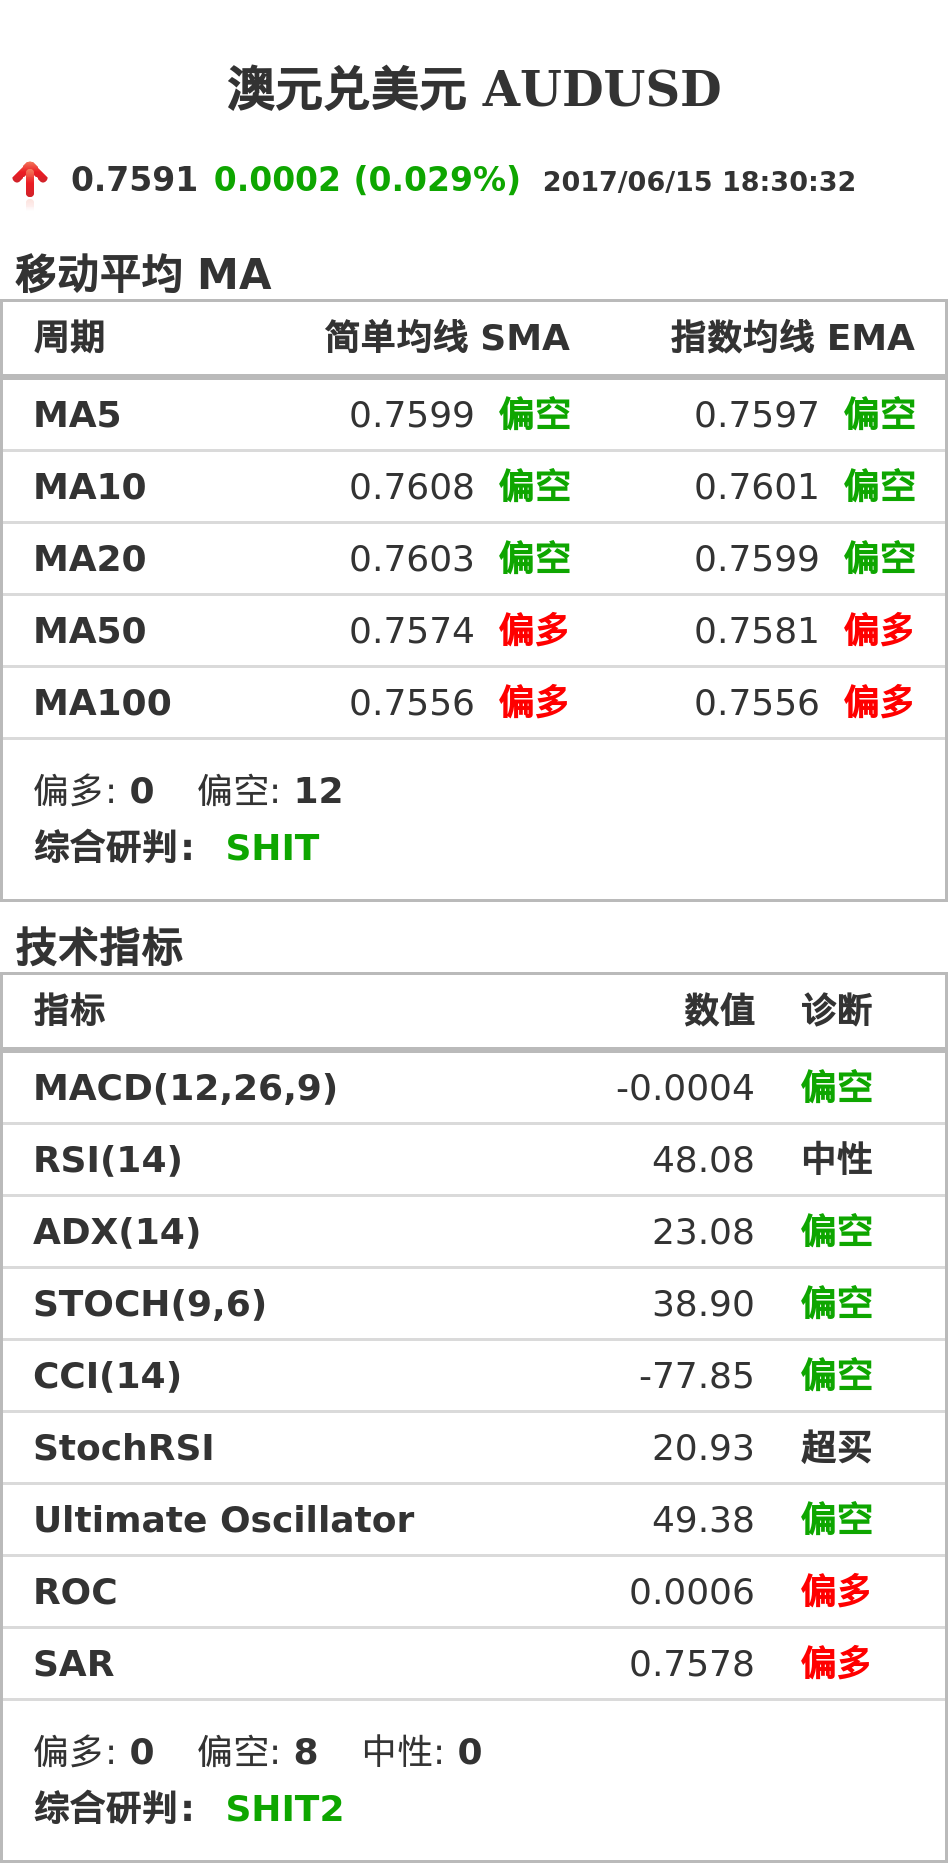 澳元兑美元 AUDUSD
0.7591 0.0002 (0.029%) 2017/06/15 18:30:32
移动平均 MA
周期 简单均线 SMA 指数均线 EMA
MA5 0.7599 偏空 0.7597 偏空
MA10 0.7608 偏空 0.7601 偏空
MA20 0.7603 偏空 0.7599 偏空
MA50 0.7574 偏多 0.7581 偏多
MA100 0.7556 偏多 0.7556 偏多
偏多: 0 偏空: 12
综合研判: SHIT
技术指标
指标 数值 诊断
MACD(12,26,9) -0.0004 偏空
RSI(14) 48.08 中性
ADX(14) 23.08 偏空
STOCH(9,6) 38.90 偏空
CCI(14) -77.85 偏空
StochRSI 20.93 超买
Ultimate Oscillator 49.38 偏空
ROC 0.0006 偏多
SAR 0.7578 偏多
偏多: 0 偏空: 8 中性: 0
综合研判: SHIT2